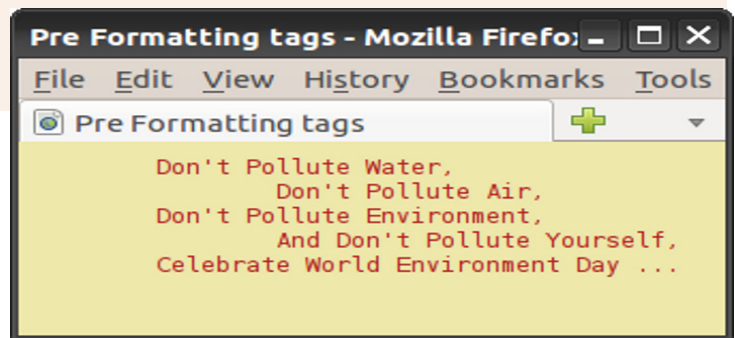 Pre Formatting tags - Mozilla Firefo
File Edit View History Bookmarks Tools
Pre Formatting tags
Don't Pollute Water,
Don't Pollute Air,
Don't Pollute Environment,
And Don't Pollute Yourself,
Celebrate World Environment Day ...